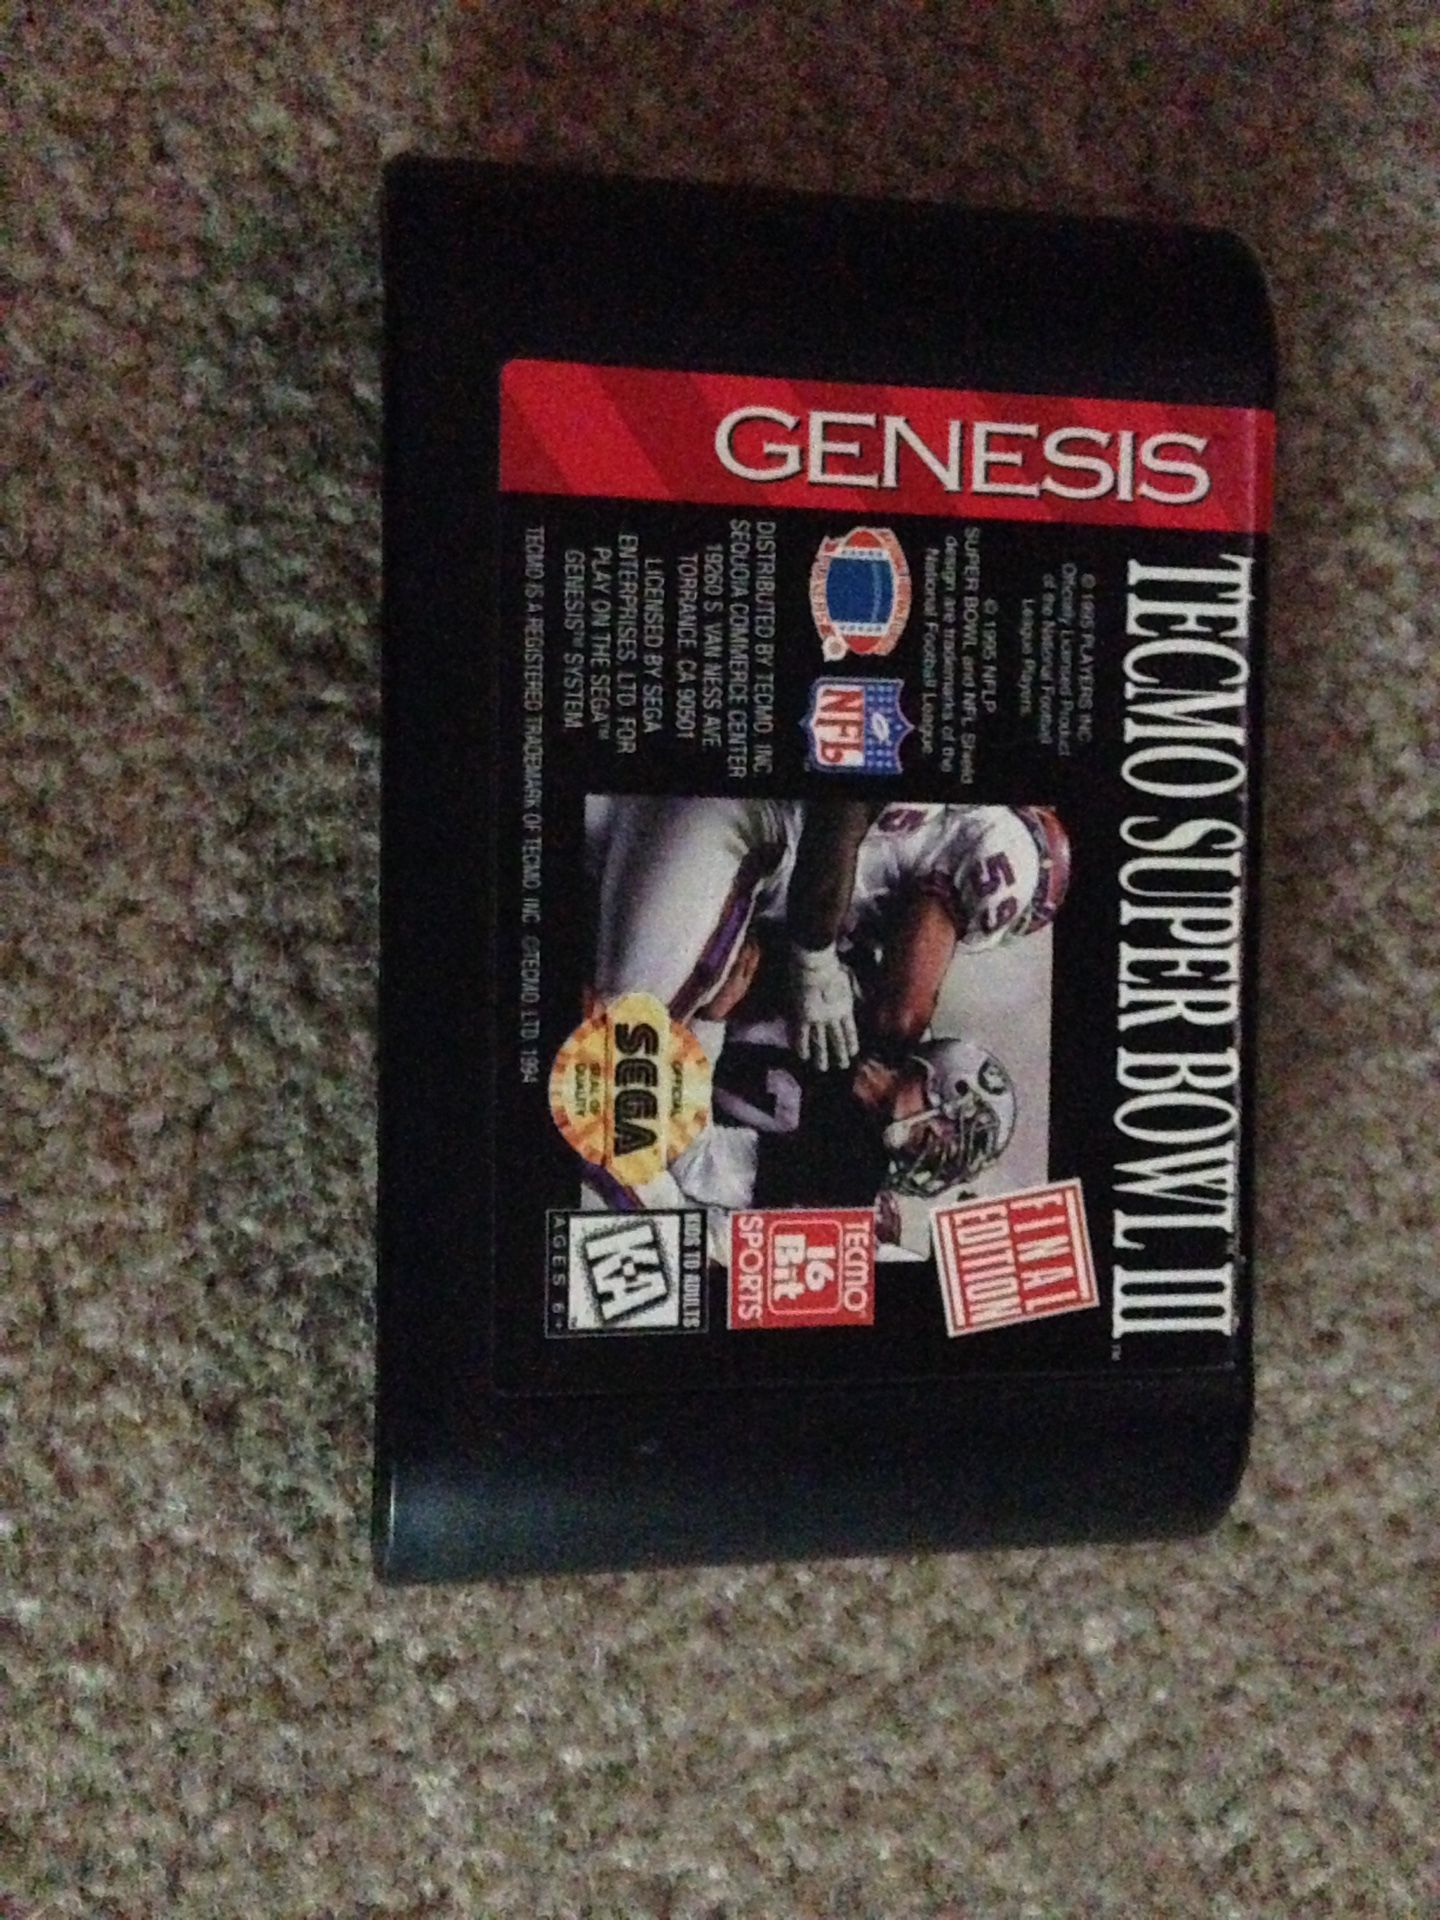 GENESIS
TECMO SUPER BOWL III™
© 1995 PLAYERS INC.
Officially Licensed Product
of the National Football
League Players
© 1995 NFLP
SUPER BOWL and NFL Shield
design are trademarks of the
National Football League
NFL
DISTRIBUTED BY TECMO, INC.
SEQUOIA COMMERCE CENTER
19260 S. VAN NESS AVE.
TORRANCE, CA 90501
LICENSED BY SEGA
ENTERPRISES, LTD. FOR
PLAY ON THE SEGA™
GENESIS™ SYSTEM.
TECMO IS A REGISTERED TRADEMARK OF TECMO, INC. ©TECMO, LTD. 1994
59
59
7
FINAL
EDITION
TECMO
16
Bit
SPORTS
OFFICIAL
SEGA
SEAL OF
QUALITY
KIDS TO ADULTS
K-A
AGES 6+